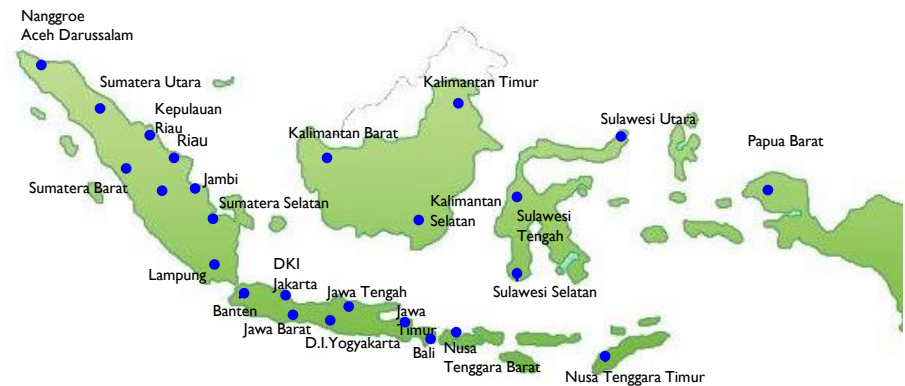 Nanggroe
Aceh Darussalam
Sumatera Utara
Kepulauan
Riau
Riau
Sumatera Barat
Jambi
Sumatera Selatan
Lampung
Kalimantan Timur
Kalimantan Barat
Kalimantan
Selatan
Sulawesi Utara
Sulawesi
Tengah
Sulawesi Selatan
Papua Barat
DKI
Jakarta
Banten
Jawa Barat
Jawa Tengah
D.I.Yogyakarta
Jawa
Timur
Bali
Nusa
Tenggara Barat
Nusa Tenggara Timur